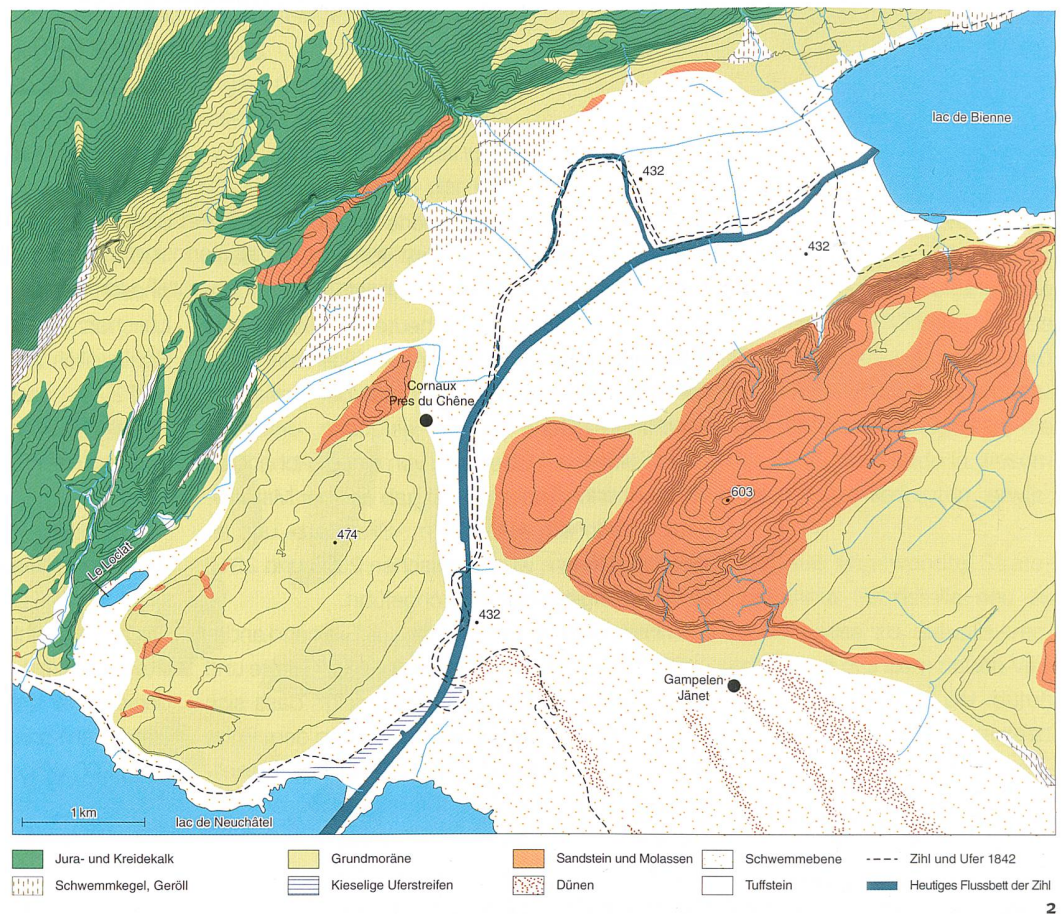 lac de Bienne
432
432
Cornaux
Prés du Chêne
603
474
Le Loclat
432
Gampelen
Jänet
1 km
lac de Neuchâtel
Jura- und Kreidekalk
Grundmoräne
Sandstein und Molassen
Schwemmebene
Zihl und Ufer 1842
Schwemmkegel, Geröll
Kieselige Uferstreifen
Dünen
Tuffstein
Heutiges Flussbett der Zihl
2